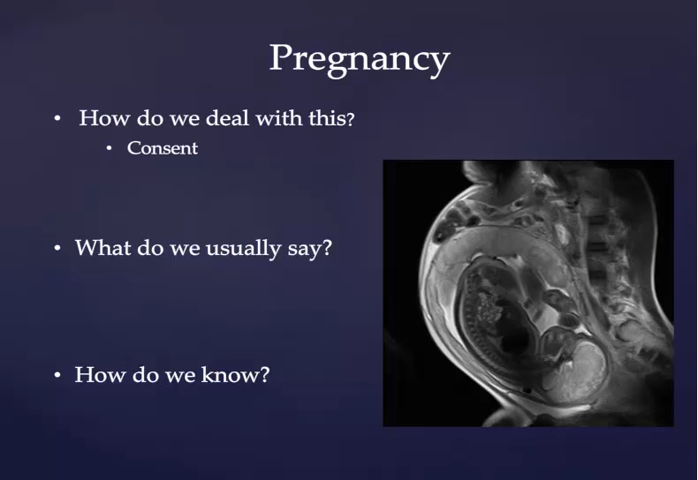 Pregnancy
• How do we deal with this?
• Consent
• What do we usually say?
• How do we know?